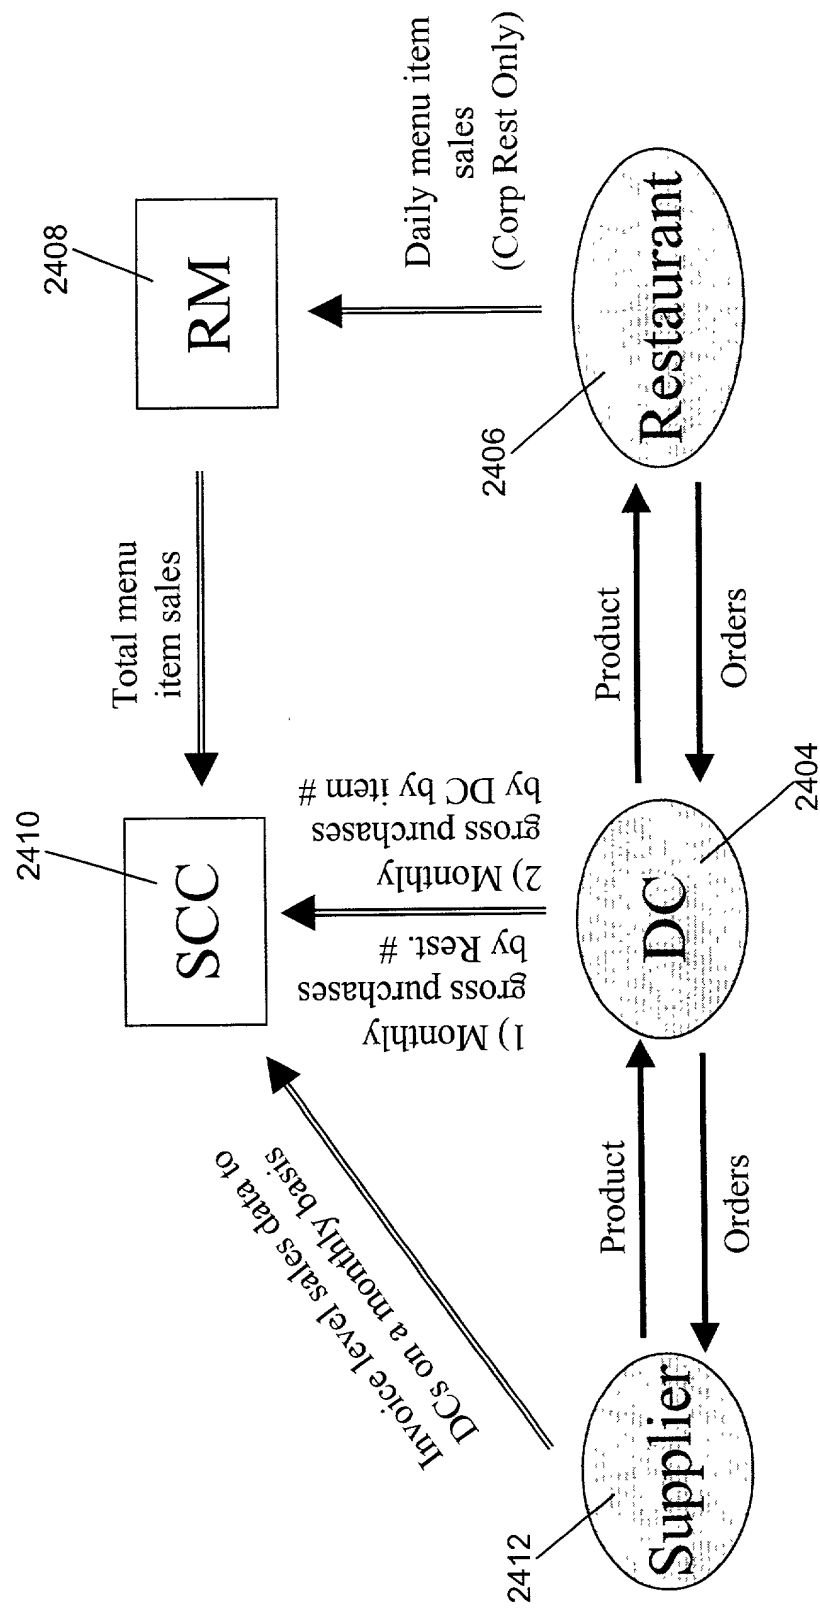 2410
SCC
Total menu
item sales
2408
RM
Invoice level sales data to
DCs on a monthly basis
1) Monthly
gross purchases
by Rest. #
2) Monthly
gross purchases
by DC by item #
Daily menu item
sales
(Corp Rest Only)
2412
Supplier
Product
Orders
DC
2404
Product
Orders
2406
Restaurant